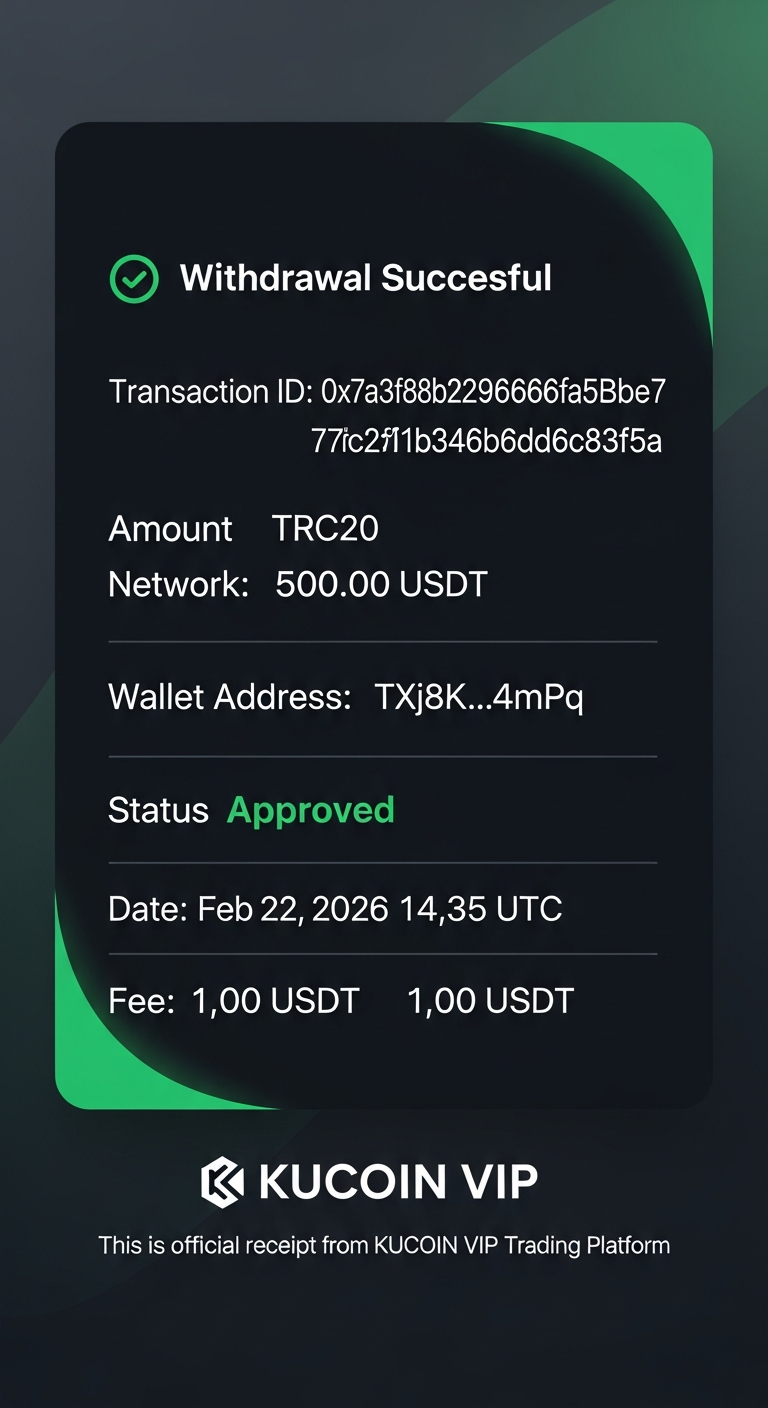 Withdrawal Succesful
Transaction ID: 0x7a3f88b2296666fa5Bbe7
Amount TRC20
Network: 500.00 USDT
Wallet Address: TXj8K...4mPq
Status Approved
Date: Feb 22, 2026 14,35 UTC
Fee: 1,00 USDT 1,00 USDT
KUCOIN VIP
This is official receipt from KUCOIN VIP Trading Platform